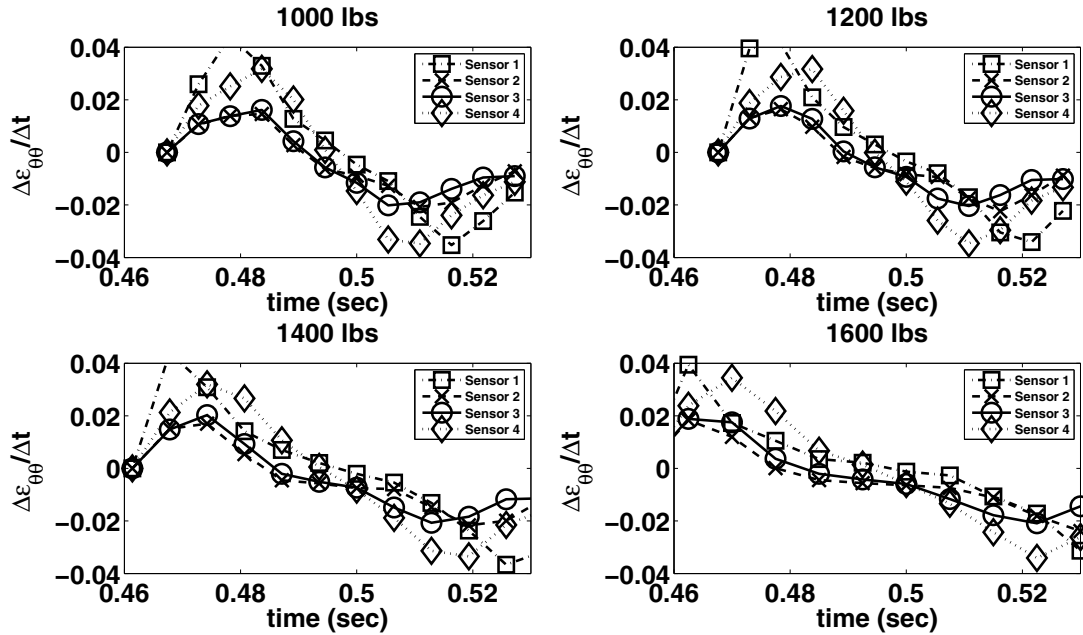 1000 lbs
0.04
0.02
0
−0.02
−0.04
Δε_θθ/Δt
0.46
0.48
0.5
0.52
time (sec)
Sensor 1
Sensor 2
Sensor 3
Sensor 4
1200 lbs
0.04
0.02
0
−0.02
−0.04
Δε_θθ/Δt
0.46
0.48
0.5
0.52
time (sec)
Sensor 1
Sensor 2
Sensor 3
Sensor 4
1400 lbs
0.04
0.02
0
−0.02
−0.04
Δε_θθ/Δt
0.46
0.48
0.5
0.52
time (sec)
Sensor 1
Sensor 2
Sensor 3
Sensor 4
1600 lbs
0.04
0.02
0
−0.02
−0.04
Δε_θθ/Δt
0.46
0.48
0.5
0.52
time (sec)
Sensor 1
Sensor 2
Sensor 3
Sensor 4